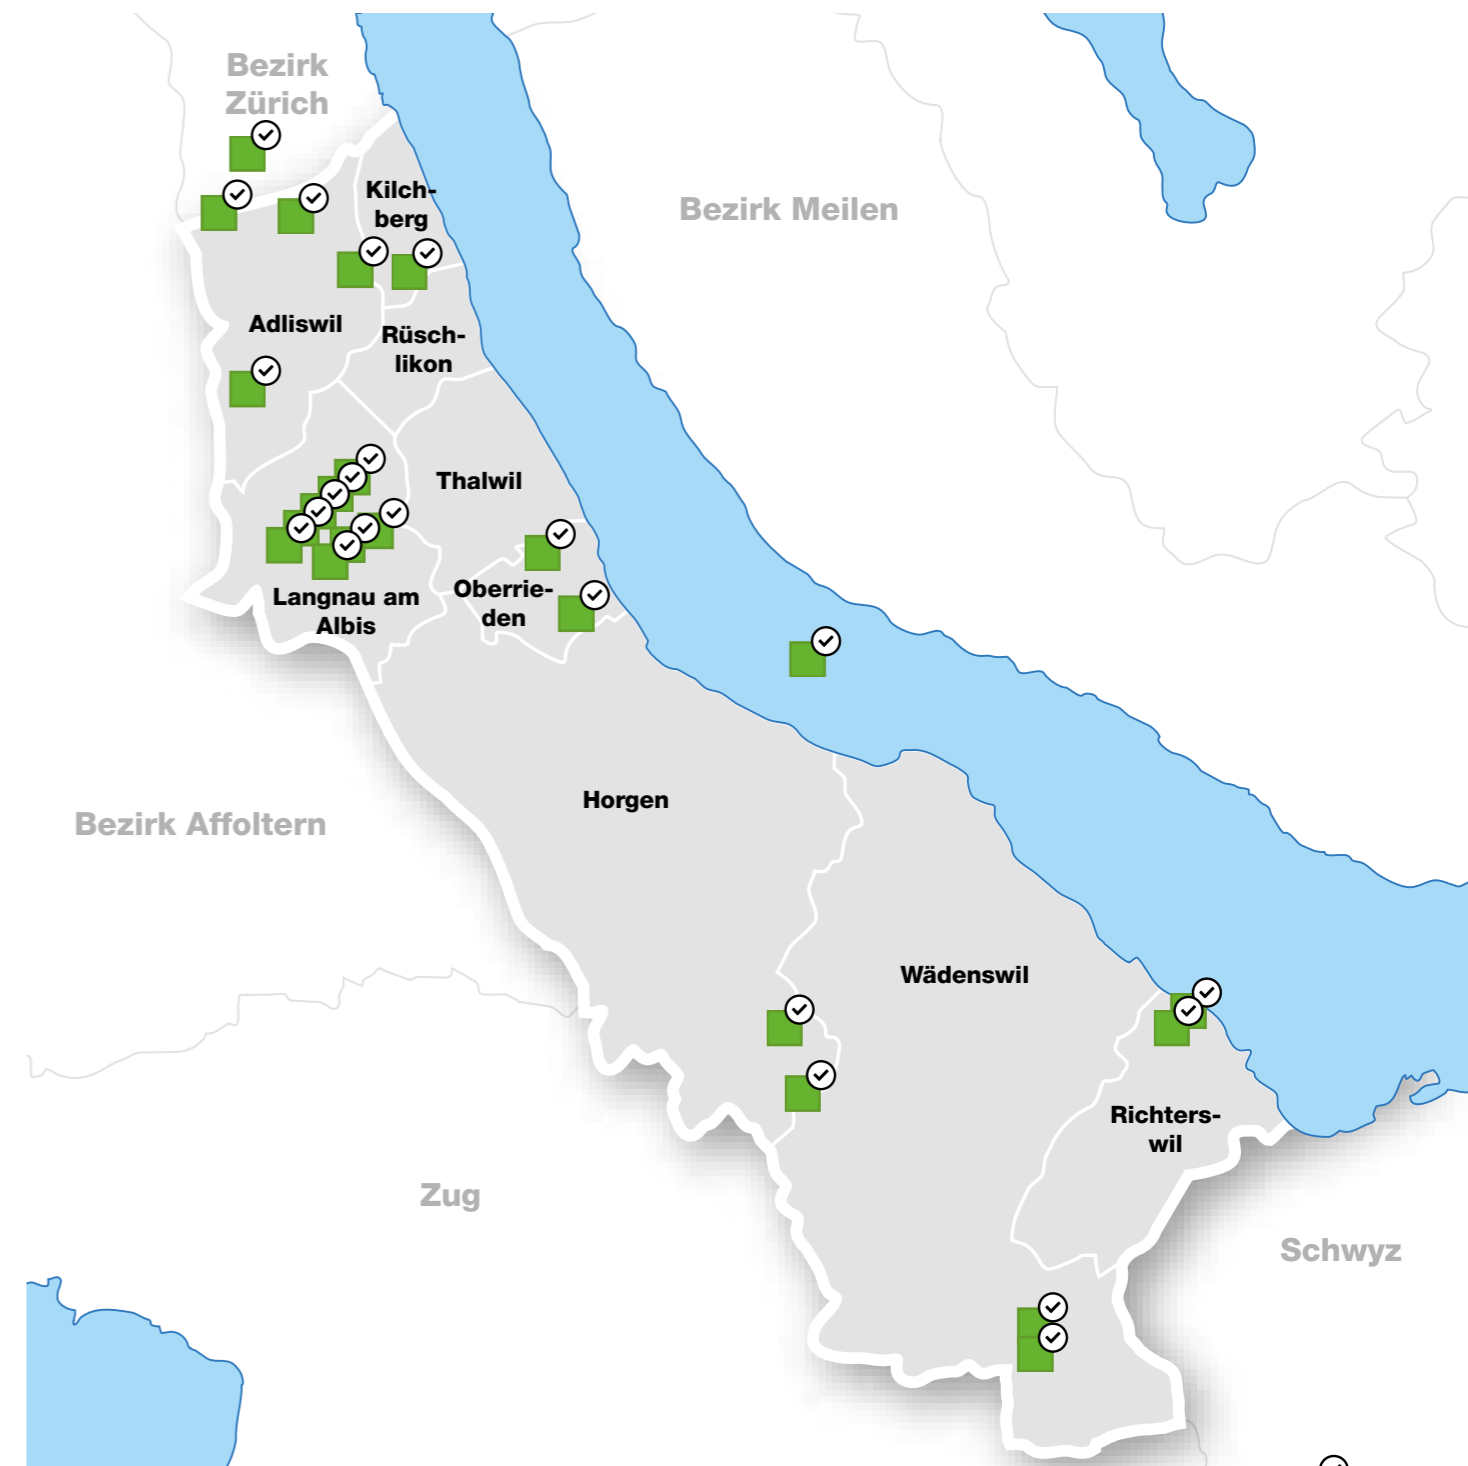 Bezirk
Zürich
Kilch-
berg
Bezirk Meilen
Adliswil
Rüsch-
likon
Thalwil
Oberrie-
den
Langnau am
Albis
Horgen
Bezirk Affoltern
Wädenswil
Richters-
wil
Zug
Schwyz